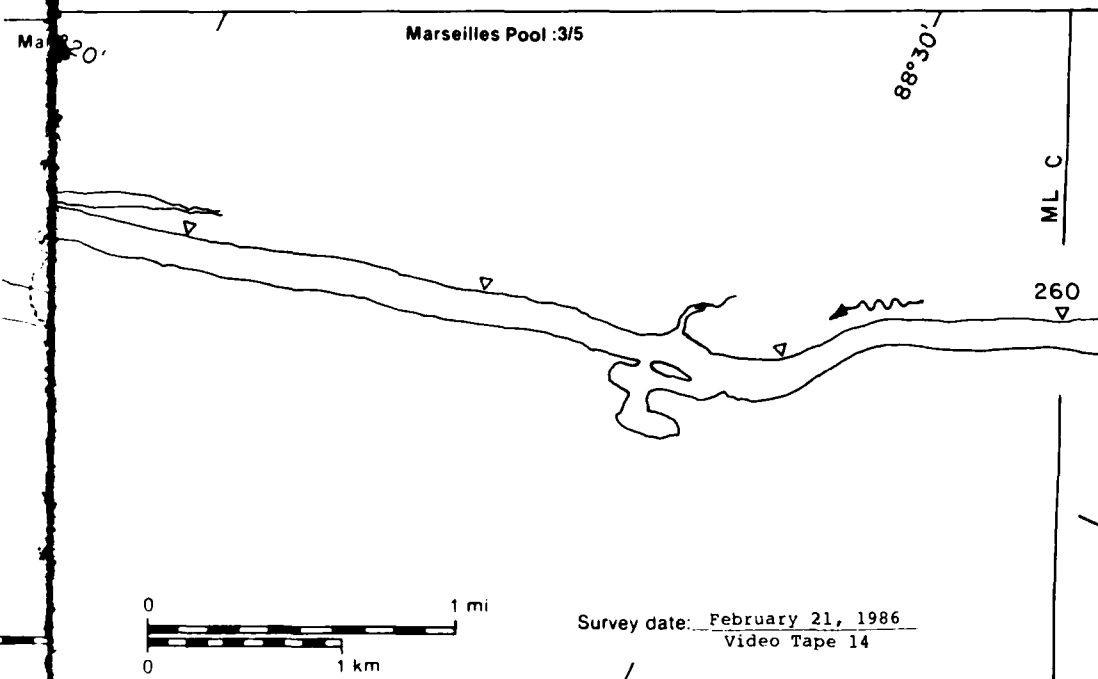 Marseilles Pool :3/5
20'
88°30'
ML C
260
0 1 mi
0 1 km
Survey date: February 21, 1986
Video Tape 14